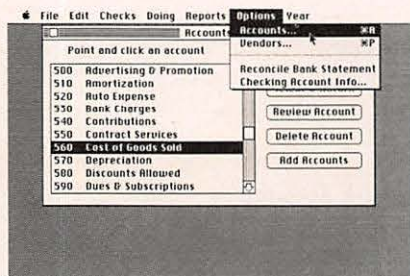 File Edit Checks Doing Reports Options Year
Accounts
Accounts... ⌘A
Vendors... ⌘P
Reconcile Bank Statement
Checking Account Info...
Point and click an account
500 Advertising & Promotion
510 Amortization
520 Auto Expense
530 Bank Charges
540 Contributions
550 Contract Services
560 Cost of Goods Sold
570 Depreciation
580 Discounts Allowed
590 Dues & Subscriptions
Review Account
Delete Account
Add Accounts